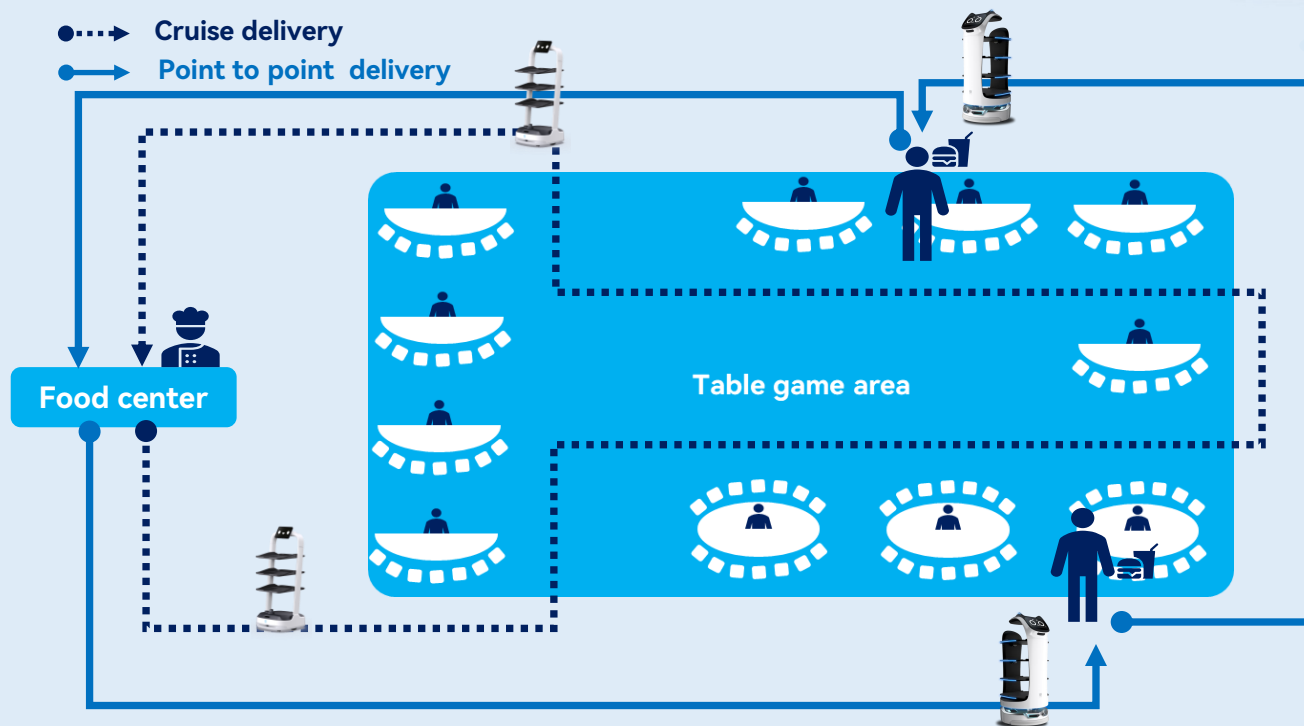 Cruise delivery
Point to point delivery
Food center
Table game area